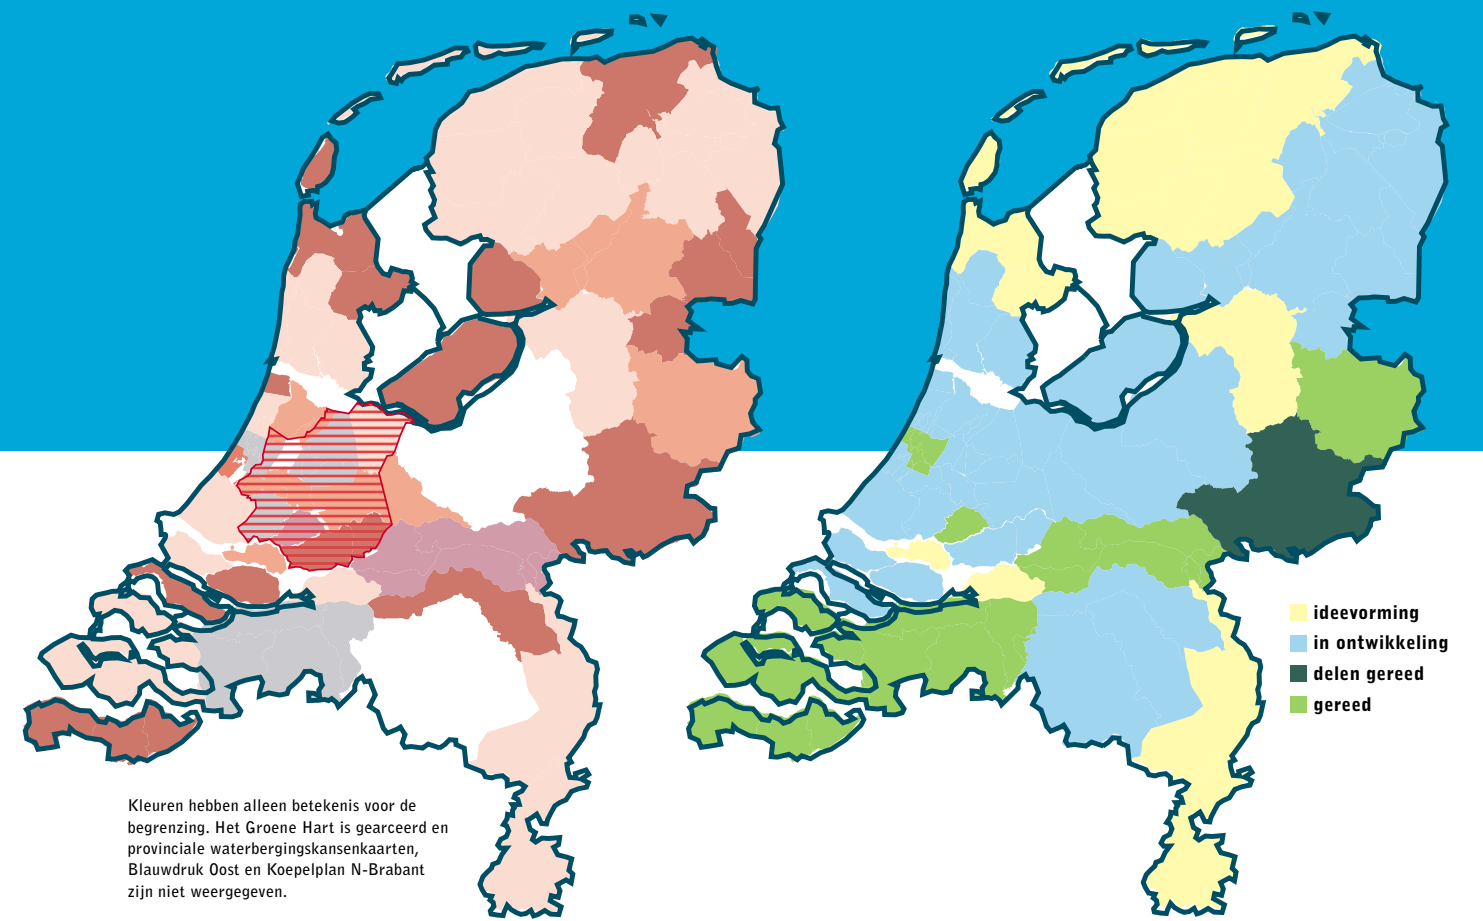 ideevorming
in ontwikkeling
delen gereed
gereed
Kleuren hebben alleen betekenis voor de
begrenzing. Het Groene Hart is gearceerd en
provinciale waterbergingskansenkaarten,
Blauwdruk Oost en Koepelplan N-Brabant
zijn niet weergegeven.